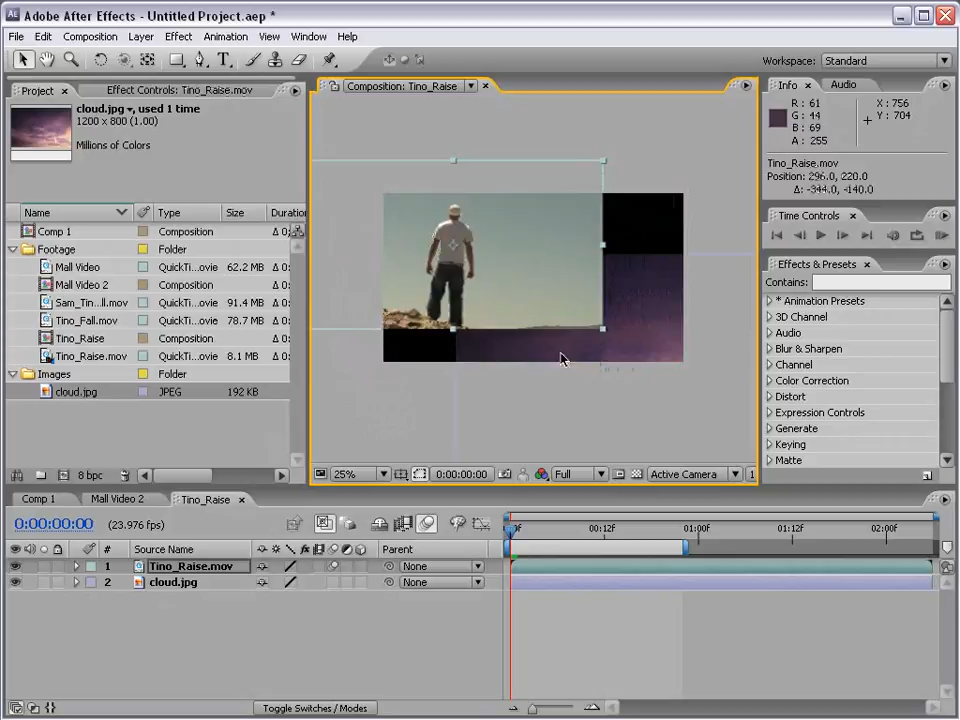 Adobe After Effects - Untitled Project.aep *
File Edit Composition Layer Effect Animation View Window Help
Workspace: Standard
Project Effect Controls: Tino_Raise.mov
cloud.jpg, used 1 time
1200 x 800 (1.00)
Millions of Colors
Name Type Size Duration
Comp 1 Composition Δ 0:
Footage Folder
Mall Video QuickTi...ovie 62.2 MB Δ 0:
Mall Video 2 Composition Δ 0:
Sam_Tin...ll.mov QuickTi...ovie 91.4 MB Δ 0:
Tino_Fall.mov QuickTi...ovie 78.7 MB Δ 0:
Tino_Raise Composition Δ 0:
Tino_Raise.mov QuickTi...ovie 8.1 MB Δ 0:
Images Folder
cloud.jpg JPEG 192 KB
8 bpc
Composition: Tino_Raise
25% 0:00:00:00 Full Active Camera 1
Info Audio
R : 61 X : 756
G : 44 Y : 704
B : 69
A : 255
Tino_Raise.mov
Position: 296.0, 220.0
Δ: -344.0, -140.0
Time Controls
Effects & Presets
Contains:
* Animation Presets
3D Channel
Audio
Blur & Sharpen
Channel
Color Correction
Distort
Expression Controls
Generate
Keying
Matte
Comp 1 Mall Video 2 Tino_Raise
0:00:00:00 (23.976 fps)
00:12f 01:00f 01:12f 02:00f
# Source Name Parent
1 Tino_Raise.mov None
2 cloud.jpg None
Toggle Switches / Modes